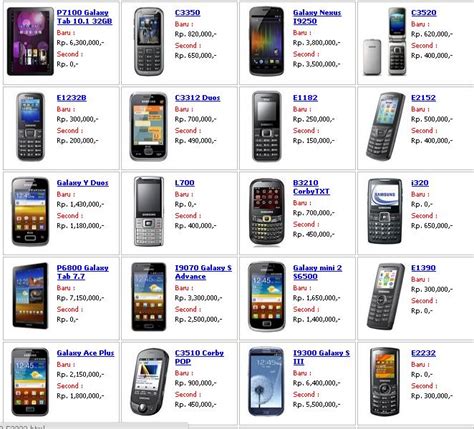 P7100 Galaxy
Tab 10.1 32GB
Baru :
Rp. 6,300,000,-
Second :
Rp. 0,-
C3350
Baru :
Rp. 820,000,-
Second :
Rp. 650,000,-
Galaxy Nexus
I9250
Baru :
Rp. 3,800,000,-
Second :
Rp. 3,500,000,-
C3520
Baru :
Rp. 620,000,-
Second :
Rp. 400,000,-
E1232B
Baru :
Rp. 300,000,-
Second :
Rp. 200,000,-
C3312 Duos
Baru :
Rp. 700,000,-
Second :
Rp. 490,000,-
E1182
Baru :
Rp. 270,000,-
Second :
Rp. 150,000,-
E2152
Baru :
Rp. 500,000,-
Second :
Rp. 400,000,-
Galaxy Y Duos
Baru :
Rp. 1,430,000,-
Second :
Rp. 1,180,000,-
L700
Baru :
Rp. 0,-
Second :
Rp. 450,000,-
B3210
CorbyTXT
Baru :
Rp. 700,000,-
Second :
Rp. 450,000,-
i320
Baru :
Rp. 0,-
Second :
Rp. 400,000,-
SAMSUNG
P6800 Galaxy
Tab 7.7
Baru :
Rp. 7,150,000,-
Second :
Rp. 0,-
I9070 Galaxy S
Advance
Baru :
Rp. 3,300,000,-
Second :
Rp. 2,500,000,-
Galaxy mini 2
S6500
Baru :
Rp. 1,650,000,-
Second :
Rp. 1,500,000,-
E1390
Baru :
Rp. 0,-
Second :
Rp. 150,000,-
Galaxy Ace Plus
Baru :
Rp. 2,150,000,-
Second :
Rp. 1,800,000,-
C3510 Corby
POP
Baru :
Rp. 900,000,-
Second :
Rp. 400,000,-
I9300 Galaxy S
III
Baru :
Rp. 5,400,000,-
Second :
Rp. 4,500,000,-
E2232
Baru :
Rp. 400,000,-
Second :
Rp. 300,000,-